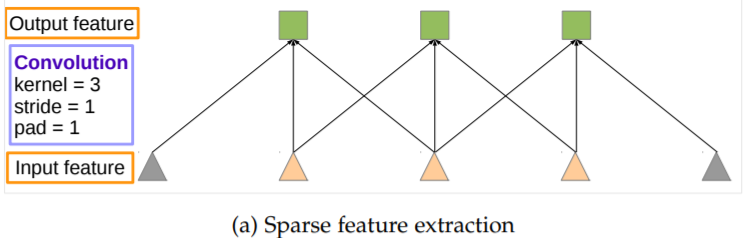 Output feature
Convolution
kernel = 3
stride = 1
pad = 1
Input feature
(a) Sparse feature extraction